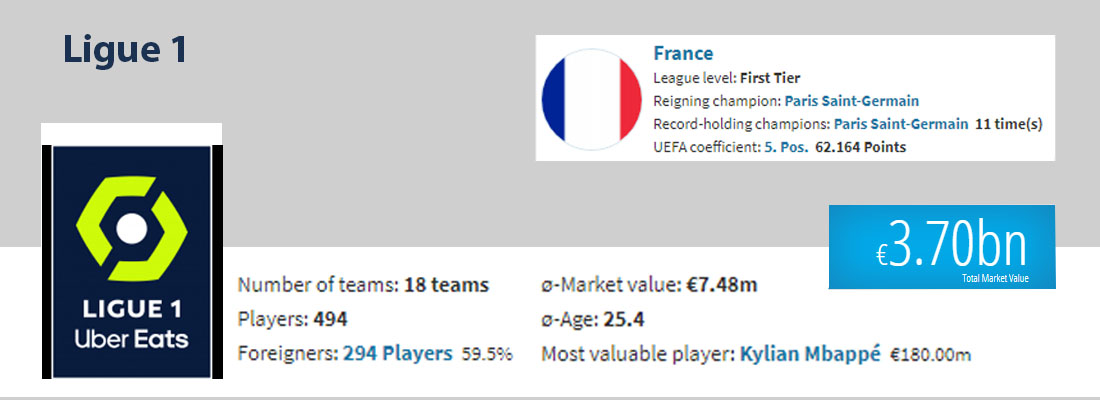 Ligue 1
France
League level: First Tier
Reigning champion: Paris Saint-Germain
Record-holding champions: Paris Saint-Germain 11 time(s)
UEFA coefficient: 5. Pos. 62.164 Points
€3.70bn
Total Market Value
LIGUE 1
Uber Eats
Number of teams: 18 teams
Players: 494
Foreigners: 294 Players 59.5%
ø-Market value: €7.48m
ø-Age: 25.4
Most valuable player: Kylian Mbappé €180.00m